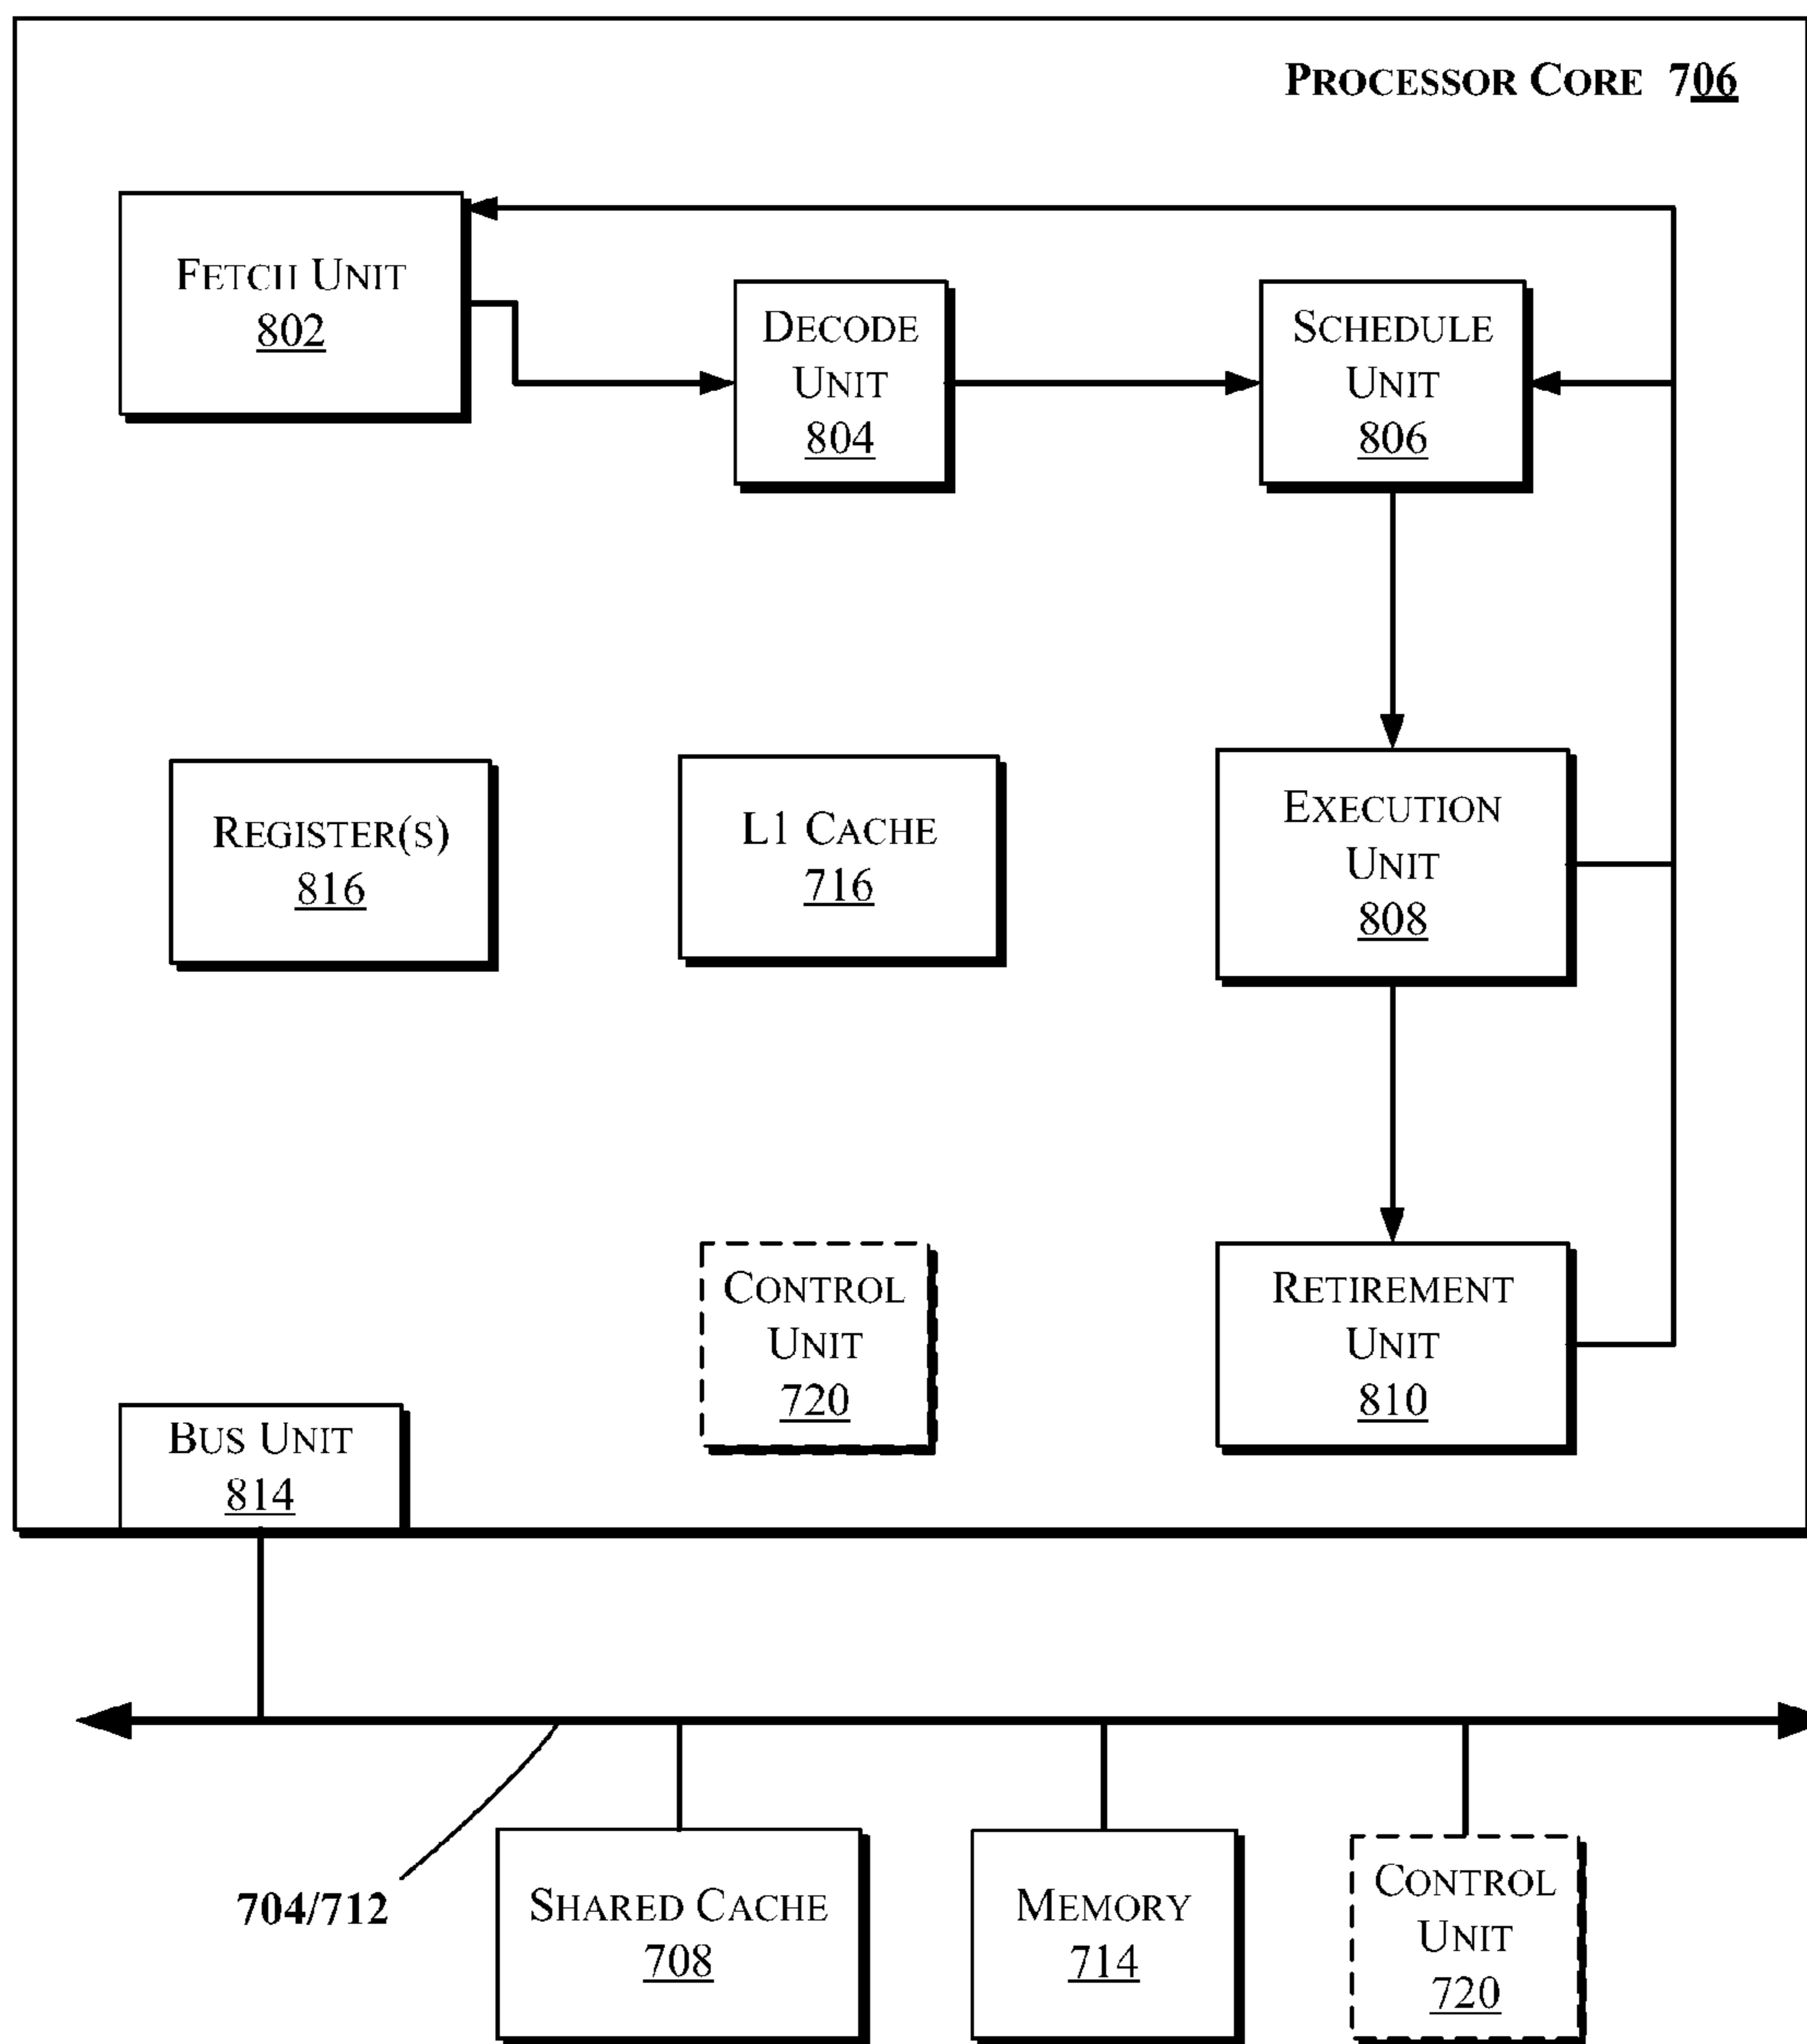 PROCESSOR CORE 706
FETCH UNIT
802
DECODE
UNIT
804
SCHEDULE
UNIT
806
REGISTER(S)
816
L1 CACHE
716
EXECUTION
UNIT
808
CONTROL
UNIT
720
RETIREMENT
UNIT
810
BUS UNIT
814
704/712
SHARED CACHE
708
MEMORY
714
CONTROL
UNIT
720